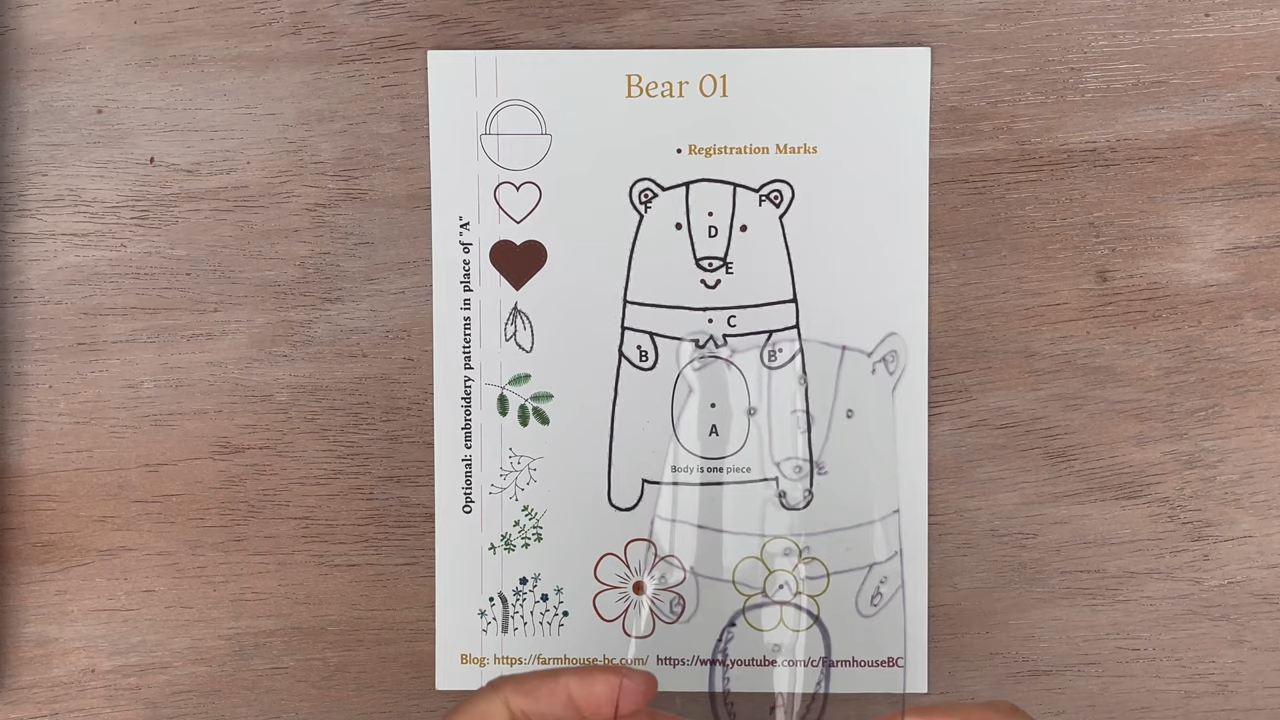 Bear 01
• Registration Marks
F
F
D
E
C
B
B
A
Body is one piece
B
Optional: embroidery patterns in place of "A"
Blog: https://farmhouse-bc.com/ https://www.youtube.com/c/FarmhouseBC